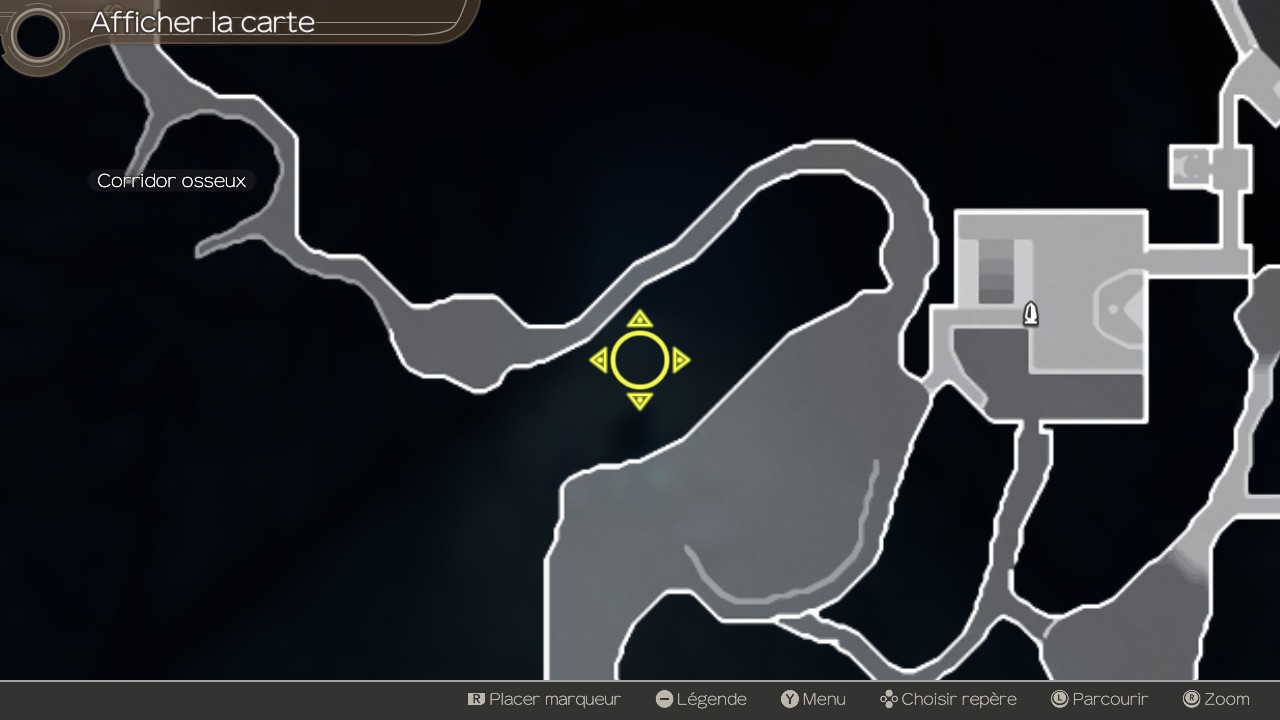 Afficher la carte
Corridor osseux
R Placer marqueur
Légende
Y Menu
Choisir repère
L Parcourir
R Zoom